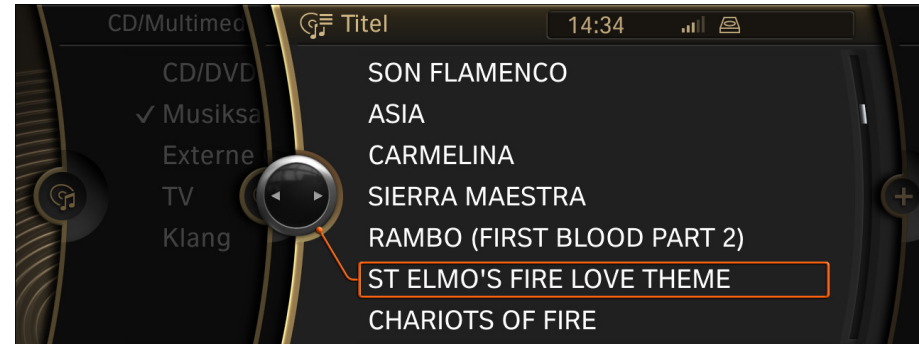 CD/Multimed
CD/DVD
Musiksa
Externe
TV
Klang
Titel
14:34
SON FLAMENCO
ASIA
CARMELINA
SIERRA MAESTRA
RAMBO (FIRST BLOOD PART 2)
ST ELMO'S FIRE LOVE THEME
CHARIOTS OF FIRE